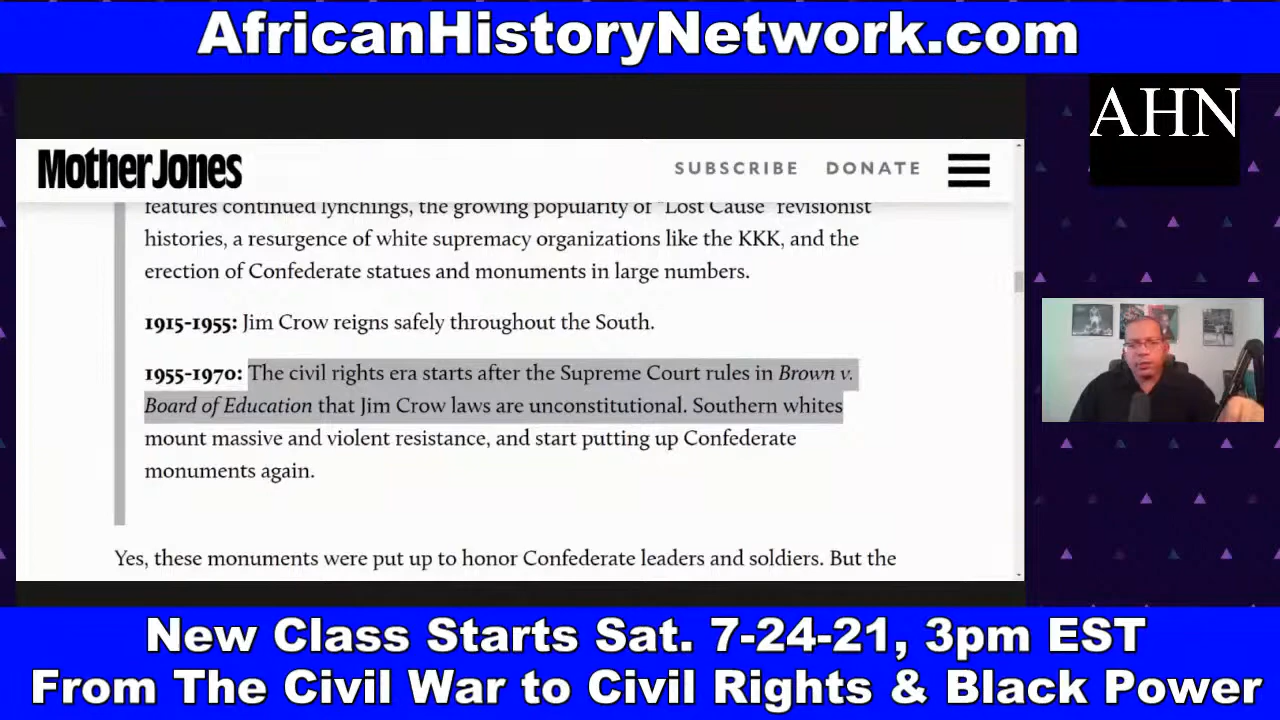 AfricanHistoryNetwork.com
AHN
Mother Jones
SUBSCRIBE DONATE
features continued lynchings, the growing popularity of "Lost Cause" revisionist
histories, a resurgence of white supremacy organizations like the KKK, and the
erection of Confederate statues and monuments in large numbers.
1915-1955: Jim Crow reigns safely throughout the South.
1955-1970: The civil rights era starts after the Supreme Court rules in Brown v.
Board of Education that Jim Crow laws are unconstitutional. Southern whites
mount massive and violent resistance, and start putting up Confederate
monuments again.
Yes, these monuments were put up to honor Confederate leaders and soldiers. But the
New Class Starts Sat. 7-24-21, 3pm EST
From The Civil War to Civil Rights & Black Power